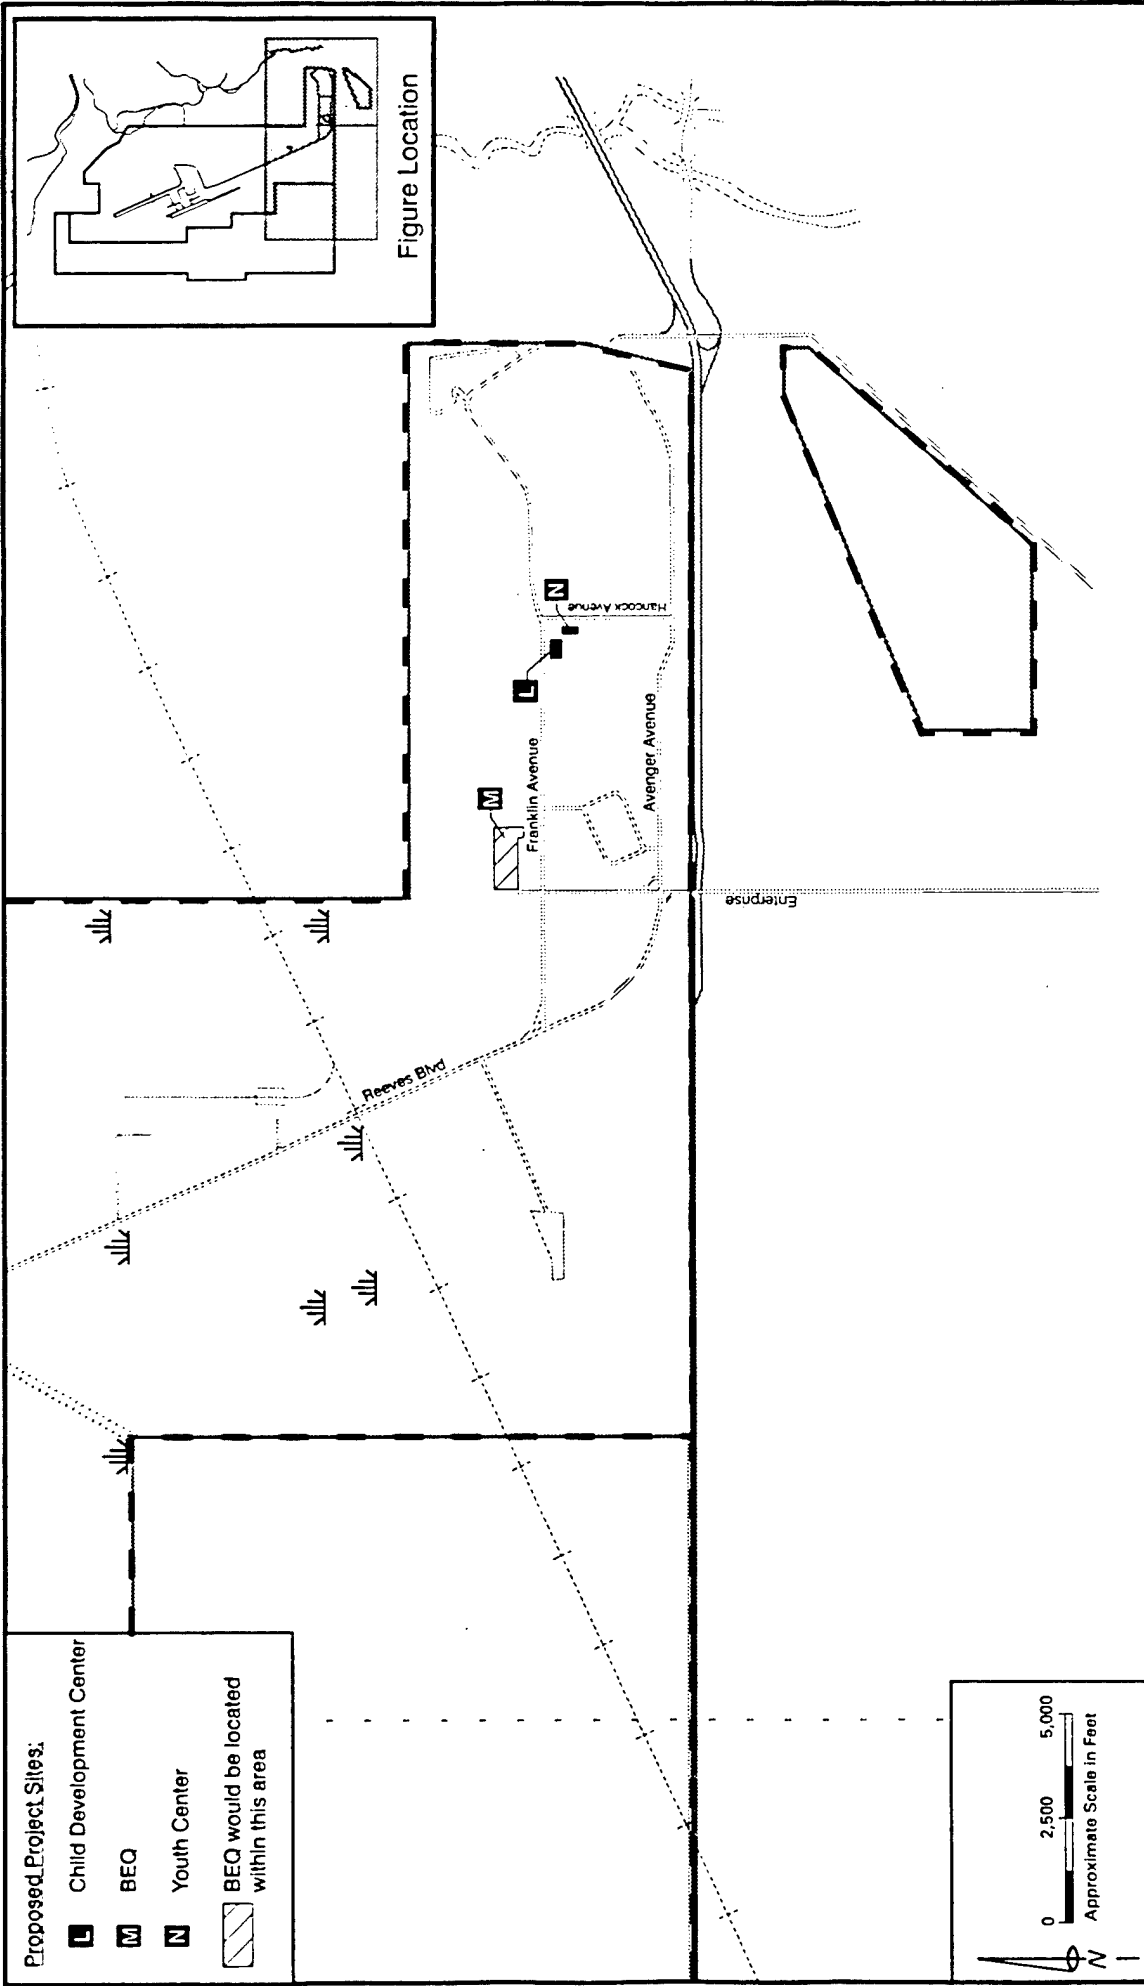 Proposed Project Sites:
L Child Development Center
M BEQ
N Youth Center
BEQ would be located
within this area
Figure Location
Reeves Blvd
M
Franklin Avenue
L
N
Hancock Avenue
Avenger Avenue
Enterprise
0 2,500 5,000
Approximate Scale in Feet
N